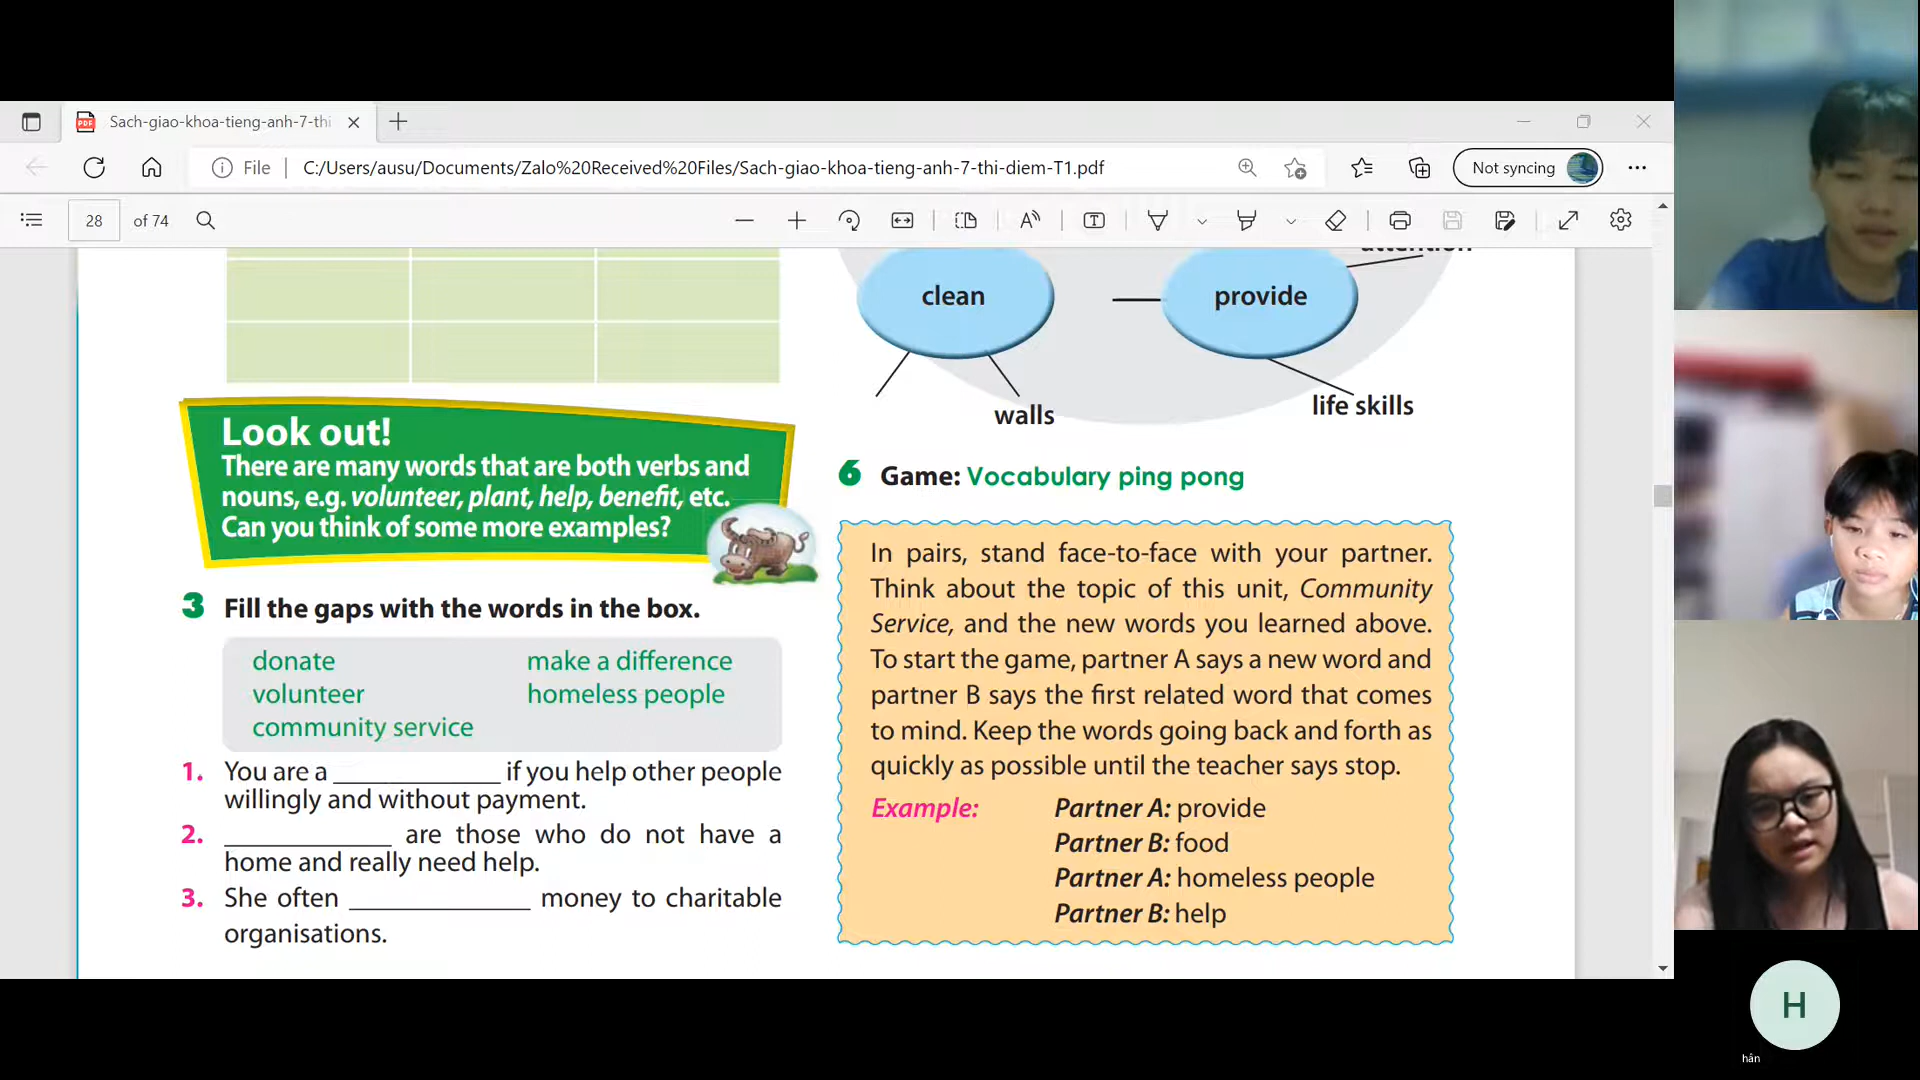 Sach-giao-khoa-tieng-anh-7-thi
File
C:/Users/ausu/Documents/Zalo%20Received%20Files/Sach-giao-khoa-tieng-anh-7-thi-diem-T1.pdf
Not syncing
28 of 74
Look out!
There are many words that are both verbs and
nouns, e.g. volunteer, plant, help, benefit, etc.
Can you think of some more examples?
3 Fill the gaps with the words in the box.
donate make a difference
volunteer homeless people
community service
1. You are a ____________ if you help other people
willingly and without payment.
2. ____________ are those who do not have a
home and really need help.
3. She often _____________ money to charitable
organisations.
attention
clean
provide
walls
life skills
6 Game: Vocabulary ping pong
In pairs, stand face-to-face with your partner.
Think about the topic of this unit, Community
Service, and the new words you learned above.
To start the game, partner A says a new word and
partner B says the first related word that comes
to mind. Keep the words going back and forth as
quickly as possible until the teacher says stop.
Example: Partner A: provide
Partner B: food
Partner A: homeless people
Partner B: help
H
hân